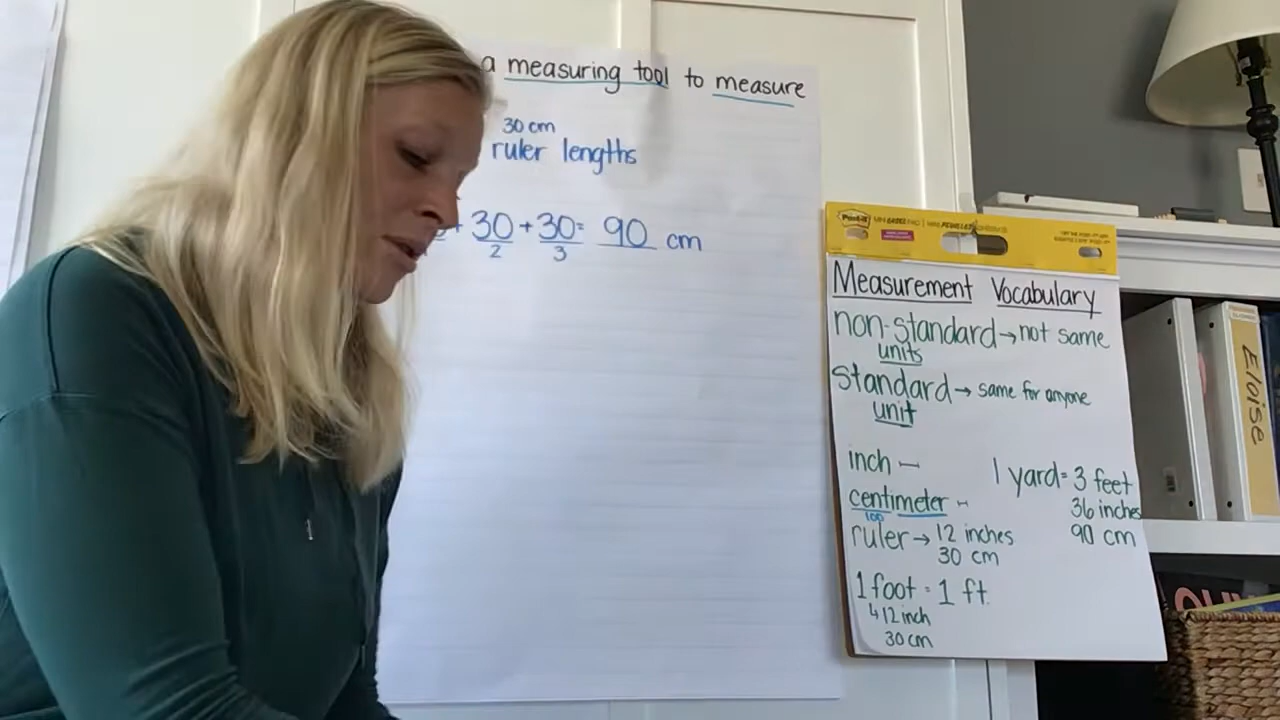 a measuring tool to measure
30 cm
ruler lengths
+ 30 + 30 = 90 cm
2 3
Post-it
Measurement Vocabulary
non-standard → not same
units
standard → same for anyone
unit
inch
centimeter
100
ruler → 12 inches
30 cm
1 foot = 1 ft.
12 inch
30 cm
1 yard = 3 feet
36 inches
90 cm
Eloise